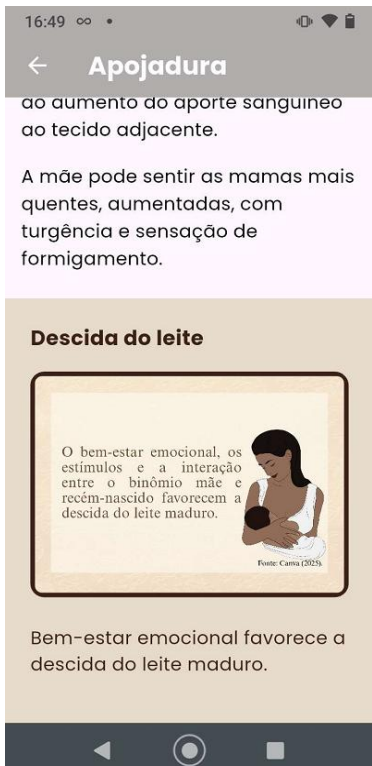 16:49
Apojadura
ao aumento do aporte sanguíneo
ao tecido adjacente.
A mãe pode sentir as mamas mais
quentes, aumentadas, com
turgência e sensação de
formigamento.
Descida do leite
O bem-estar emocional, os
estímulos e a interação
entre o binômio mãe e
recém-nascido favorecem a
descida do leite maduro.
Fonte: Canva (2025).
Bem-estar emocional favorece a
descida do leite maduro.